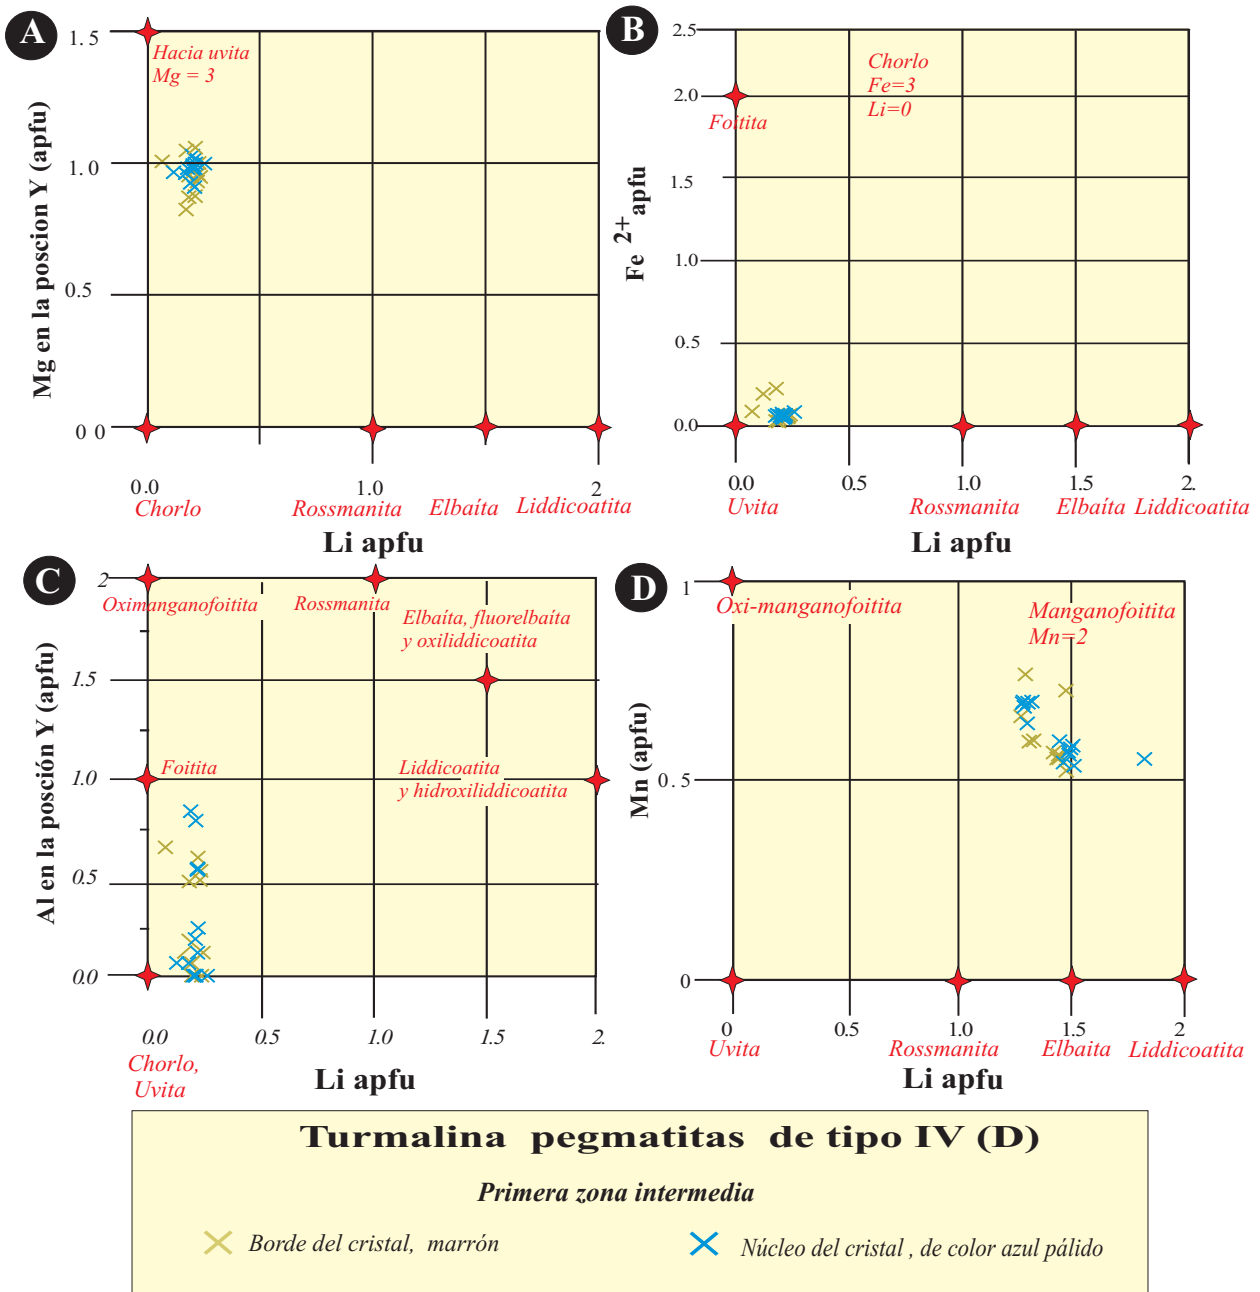 A
1.5
Hacia uvita
Mg = 3
1.0
0.5
0 0
Mg en la poscion Y (apfu)
0.0
1.0
2
Chorlo
Rossmanita
Elbaíta
Liddicoatita
Li apfu
B
2.5
Chorlo
Fe=3
Li=0
2.0
Foitita
1.5
1.0
0.5
0.0
Fe 2+ apfu
0.0
0.5
1.0
1.5
2.
Uvita
Rossmanita
Elbaíta
Liddicoatita
Li apfu
C
2
Oximanganofoitita
Rossmanita
Elbaíta, fluorelbaíta
y oxiliddicoatita
1.5
1.0
Foitita
Liddicoatita
y hidroxiliddicoatita
0.5
0.0
Al en la posción Y (apfu)
0.0
0.5
1.0
1.5
2.
Chorlo,
Uvita
Li apfu
D
1
Oxi-manganofoitita
Manganofoitita
Mn=2
0.5
0
Mn (apfu)
0
0.5
1.0
1.5
2
Uvita
Rossmanita
Elbaita
Liddicoatita
Li apfu
Turmalina pegmatitas de tipo IV (D)
Primera zona intermedia
Borde del cristal, marrón
Núcleo del cristal , de color azul pálido